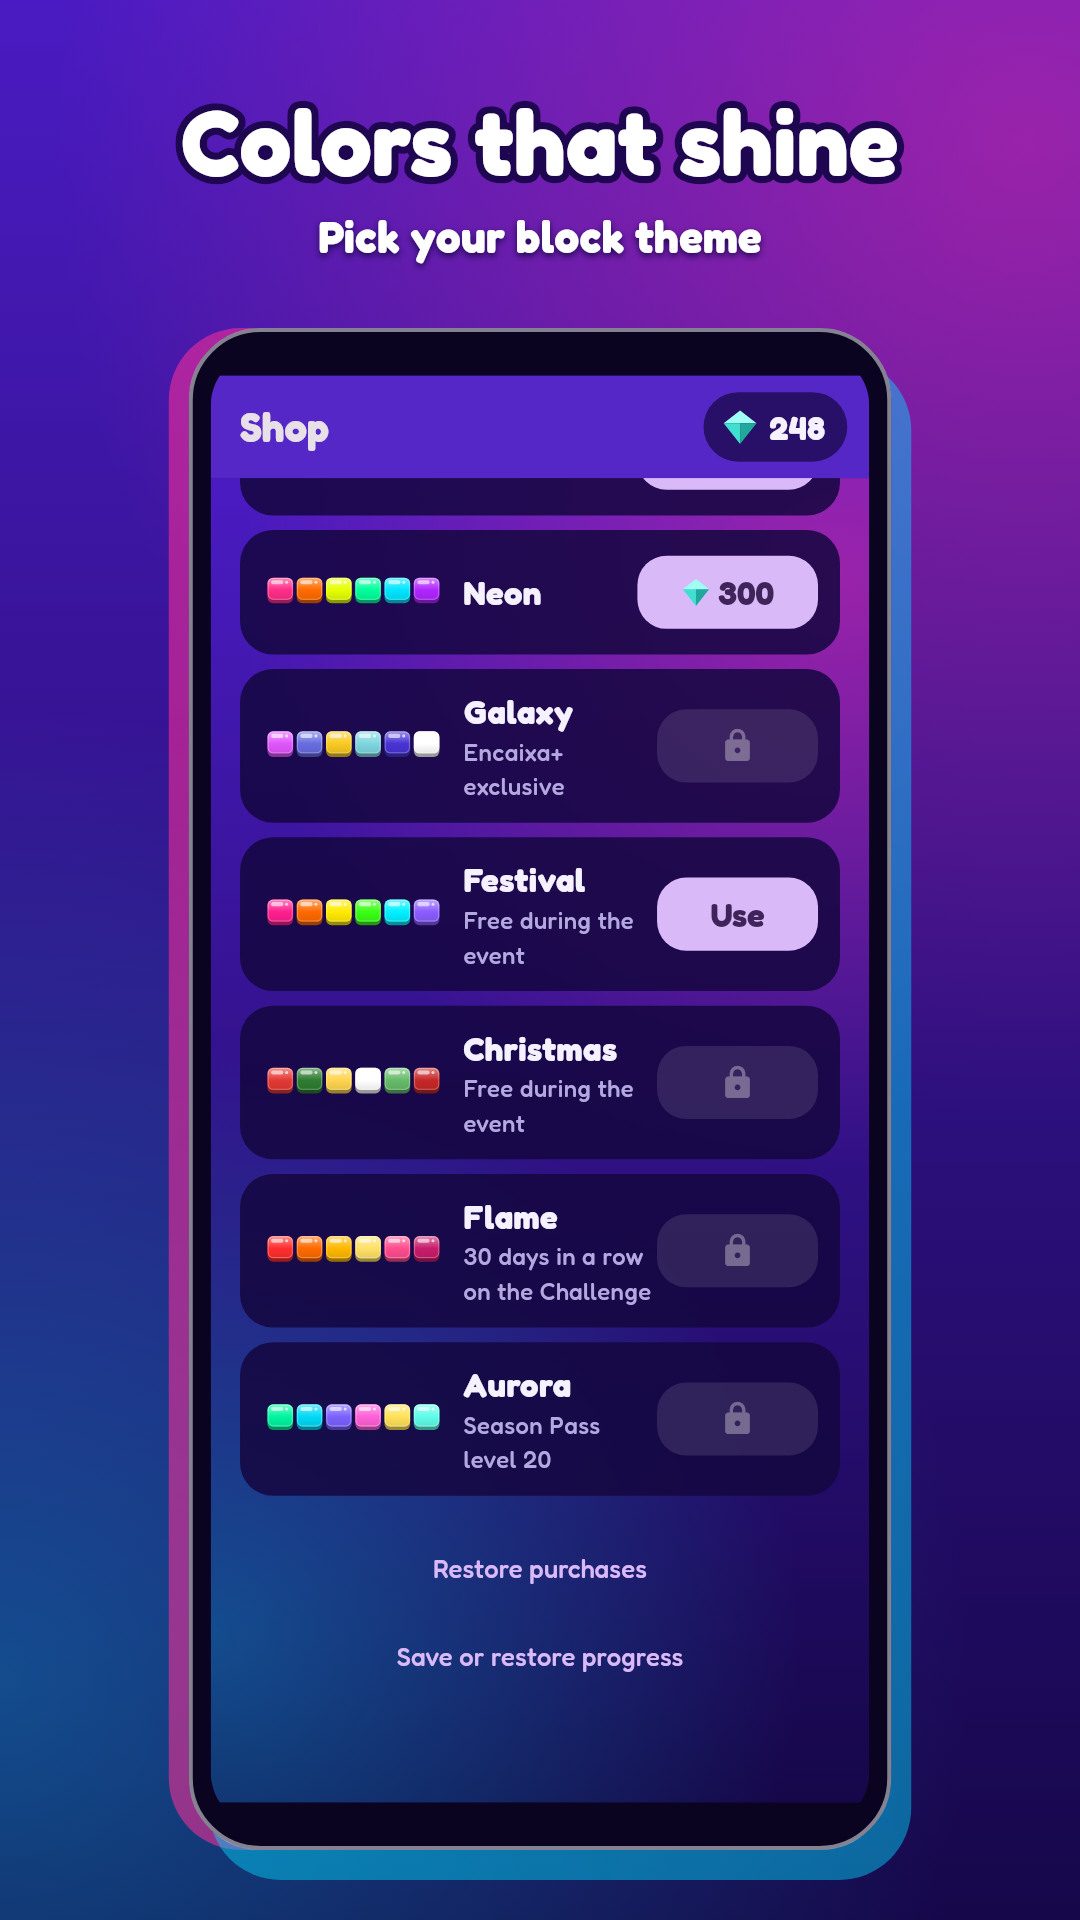 Colors that shine
Pick your block theme
Shop
248
Neon
300
Galaxy
Encaixa+
exclusive
Festival
Free during the
event
Use
Christmas
Free during the
event
Flame
30 days in a row
on the Challenge
Aurora
Season Pass
level 20
Restore purchases
Save or restore progress